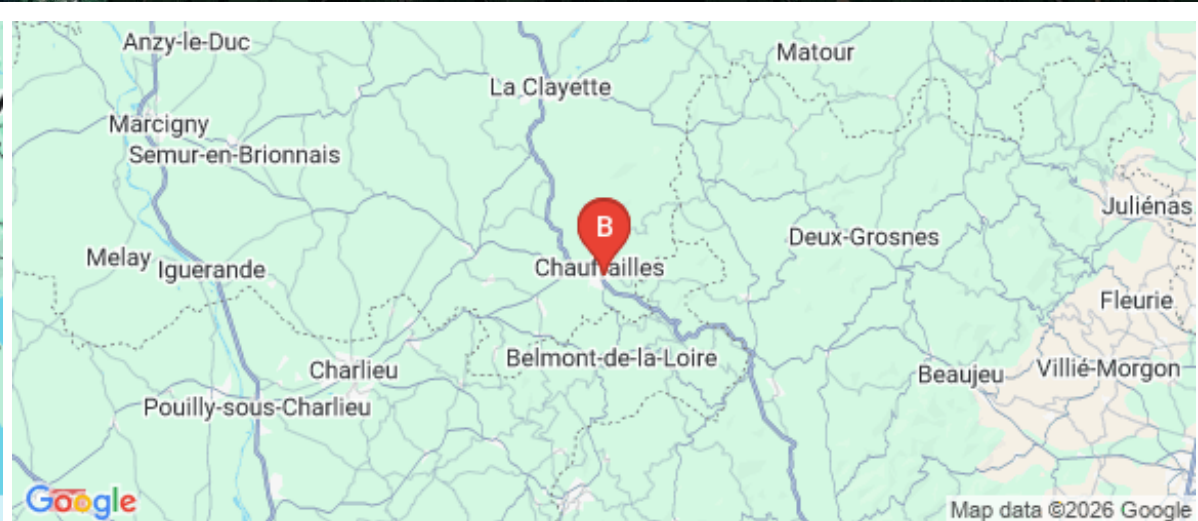 Anzy-le-Duc
Matour
La Clayette
Marcigny
Semur-en-Brionnais
Juliénas
B
Deux-Grosnes
Melay
Iguerande
Chauffailles
Fleurie
Belmont-de-la-Loire
Charlieu
Beaujeu
Villié-Morgon
Pouilly-sous-Charlieu
Google
Map data ©2026 Google